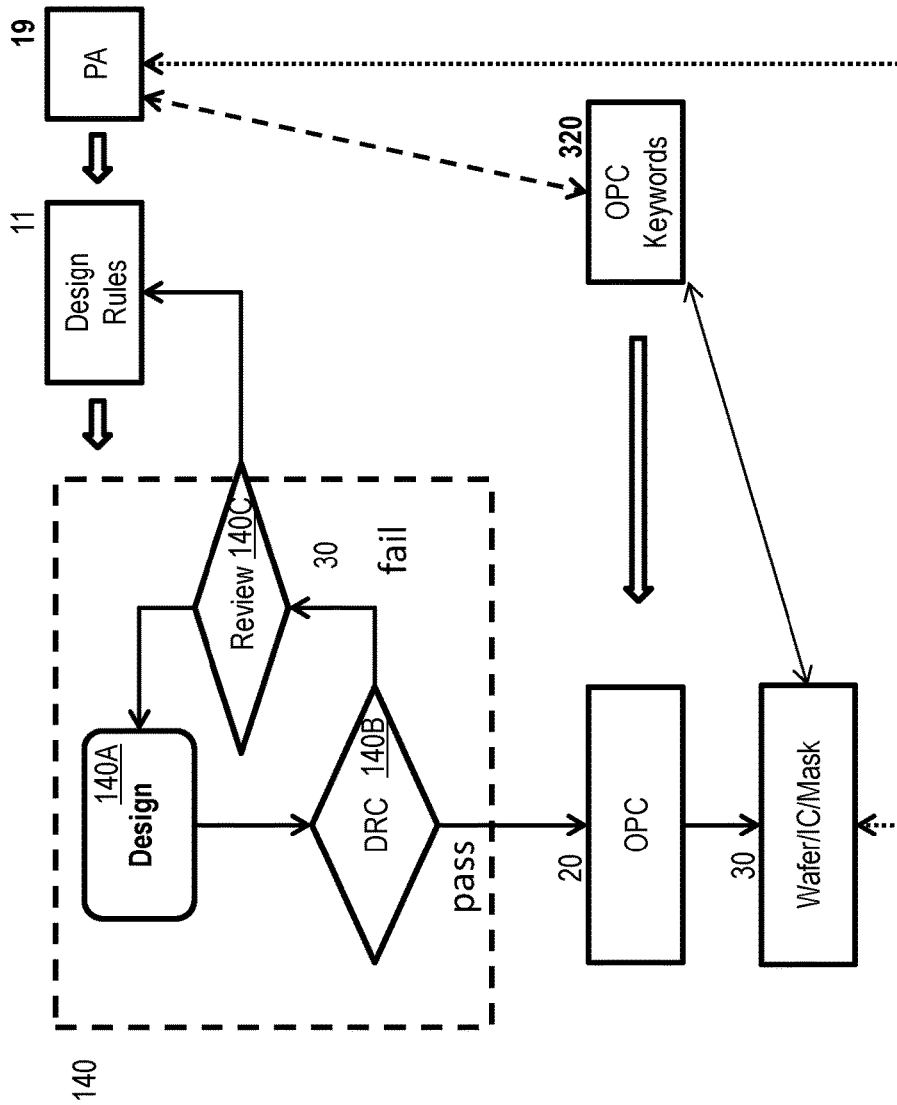 140
140A
Design
DRC 140B
Review 140C
30
fail
pass
11
Design
Rules
19
PA
20
OPC
320
OPC
Keywords
30
Wafer/IC/Mask